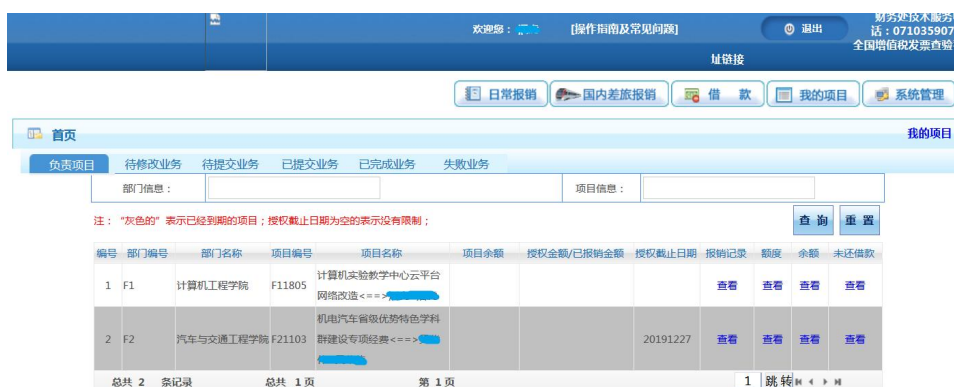 财务处技术服务
欢迎您：
[操作指南及常见问题]
退出
话：071035907
全国增值税发票查验
址链接
日常报销
国内差旅报销
借 款
我的项目
系统管理
首页
我的项目
负责项目
待修改业务
待提交业务
已提交业务
已完成业务
失败业务
部门信息：
项目信息：
注：“灰色的”表示已经到期的项目；授权截止日期为空的表示没有限制；
查 询
重 置
编号 部门编号 部门名称 项目编号 项目名称 项目余额 授权金额/已报销金额 授权截止日期 报销记录 额度 余额 未还借款
计算机实验教学中心云平台
1 F1 计算机工程学院 F11805 查看 查看 查看 查看
网络改造<==>
机电汽车省级优势特色学科
2 F2 汽车与交通工程学院 F21103 群建设专项经费<==> 20191227 查看 查看 查看 查看
总共 2 条记录 总共 1 页 第 1 页 1 跳转